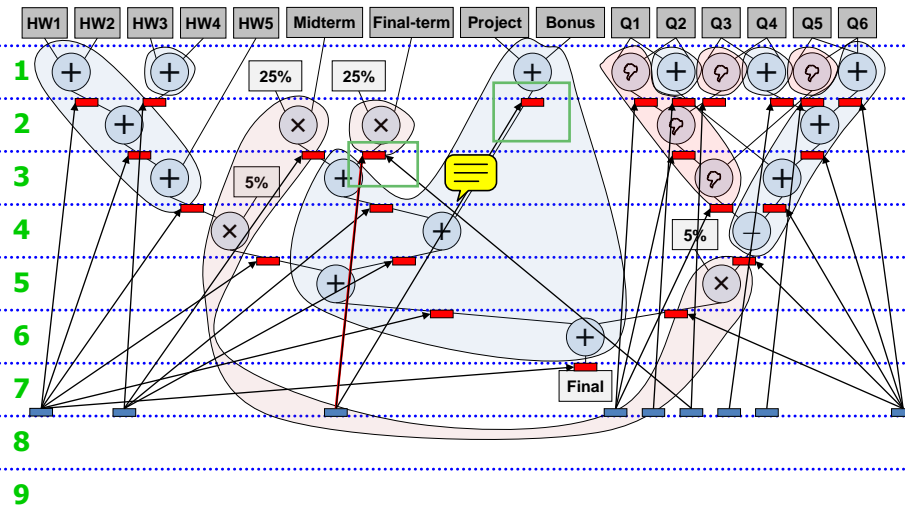 HW1 HW2 HW3 HW4 HW5 Midterm Final-term Project Bonus Q1 Q2 Q3 Q4 Q5 Q6
1 + + + + + +
25% 25%
2 + × × +
3 + + +
5%
4 × + −
5%
5 + ×
6 +
7 Final
8
9